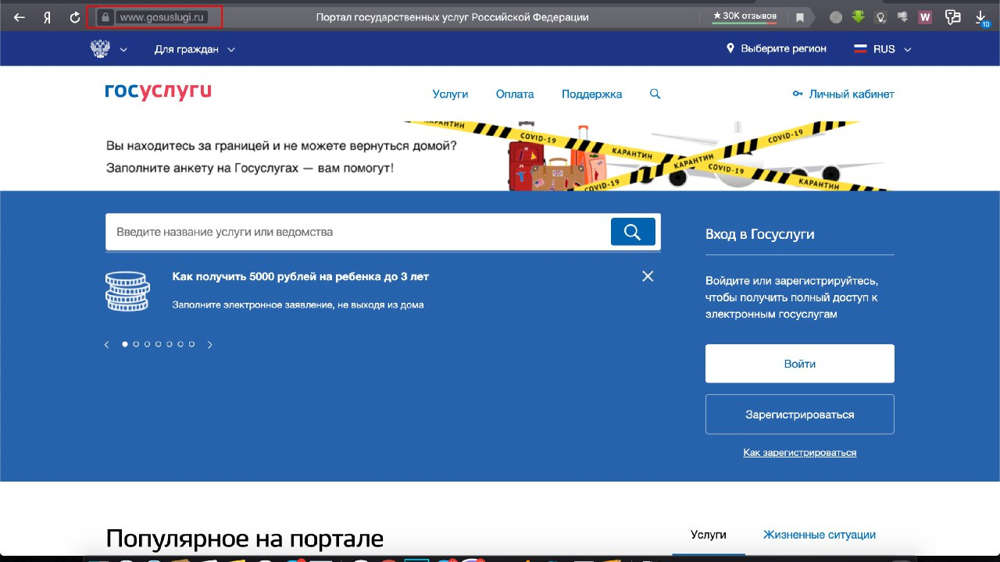 Я
www.gosuslugi.ru
Портал государственных услуг Российской Федерации
★ 30K отзывов
W
10
Для граждан
Выберите регион
RUS
госуслуги
Услуги
Оплата
Поддержка
Личный кабинет
Вы находитесь за границей и не можете вернуться домой?
Заполните анкету на Госуслугах — вам помогут!
КАРАНТИН
COVID-19
КАРАНТИН
COVID-19
КАРАНТИН
COVID-19
КАРАНТИН
COVID-19
Введите название услуги или ведомства
Как получить 5000 рублей на ребенка до 3 лет
Заполните электронное заявление, не выходя из дома
Вход в Госуслуги
Войдите или зарегистрируйтесь,
чтобы получить полный доступ к
электронным госуслугам
Войти
Зарегистрироваться
Как зарегистрироваться
Популярное на портале
Услуги
Жизненные ситуации